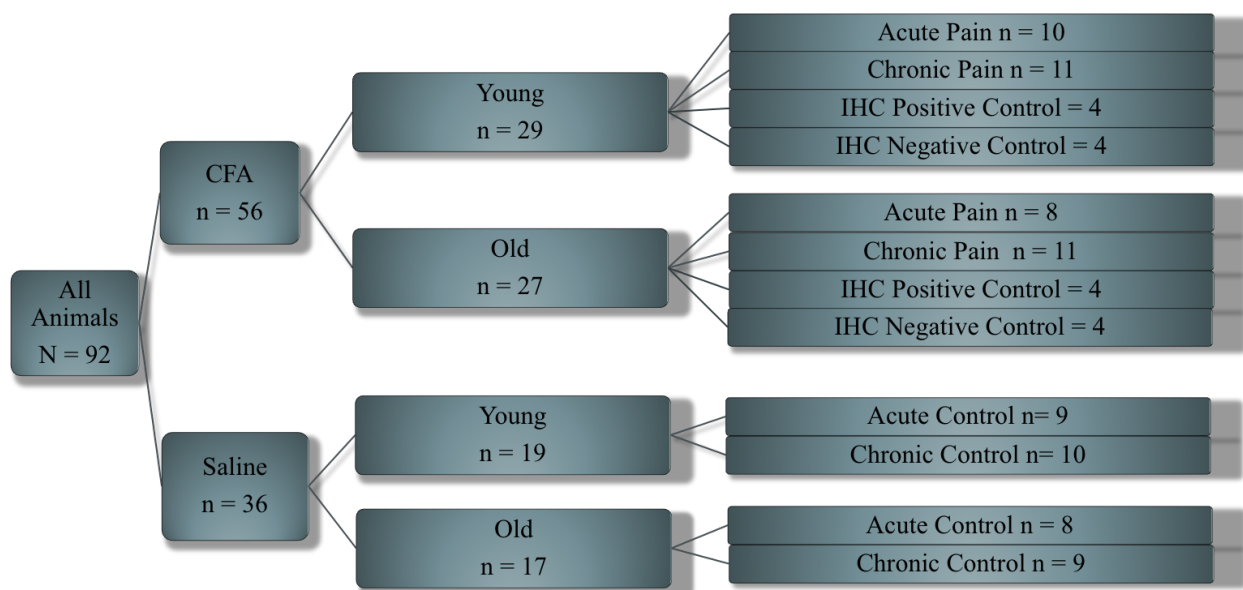 All
Animals
N = 92
CFA
n = 56
Young
n = 29
Acute Pain n = 10
Chronic Pain n = 11
IHC Positive Control = 4
IHC Negative Control = 4
Old
n = 27
Acute Pain n = 8
Chronic Pain  n = 11
IHC Positive Control = 4
IHC Negative Control = 4
Saline
n = 36
Young
n = 19
Acute Control n= 9
Chronic Control n= 10
Old
n = 17
Acute Control n = 8
Chronic Control n = 9